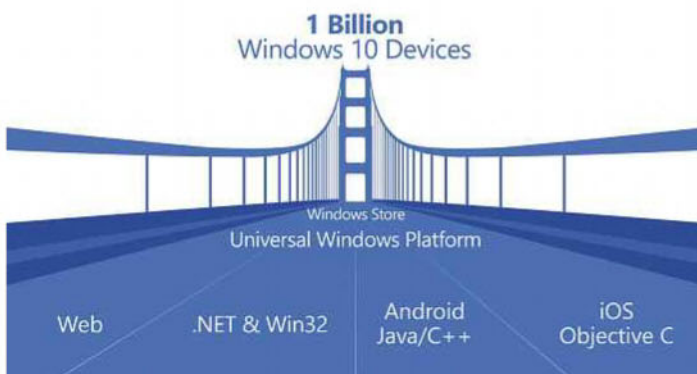 1 Billion
Windows 10 Devices
Windows Store
Universal Windows Platform
Web
.NET & Win32
Android
Java/C++
iOS
Objective C